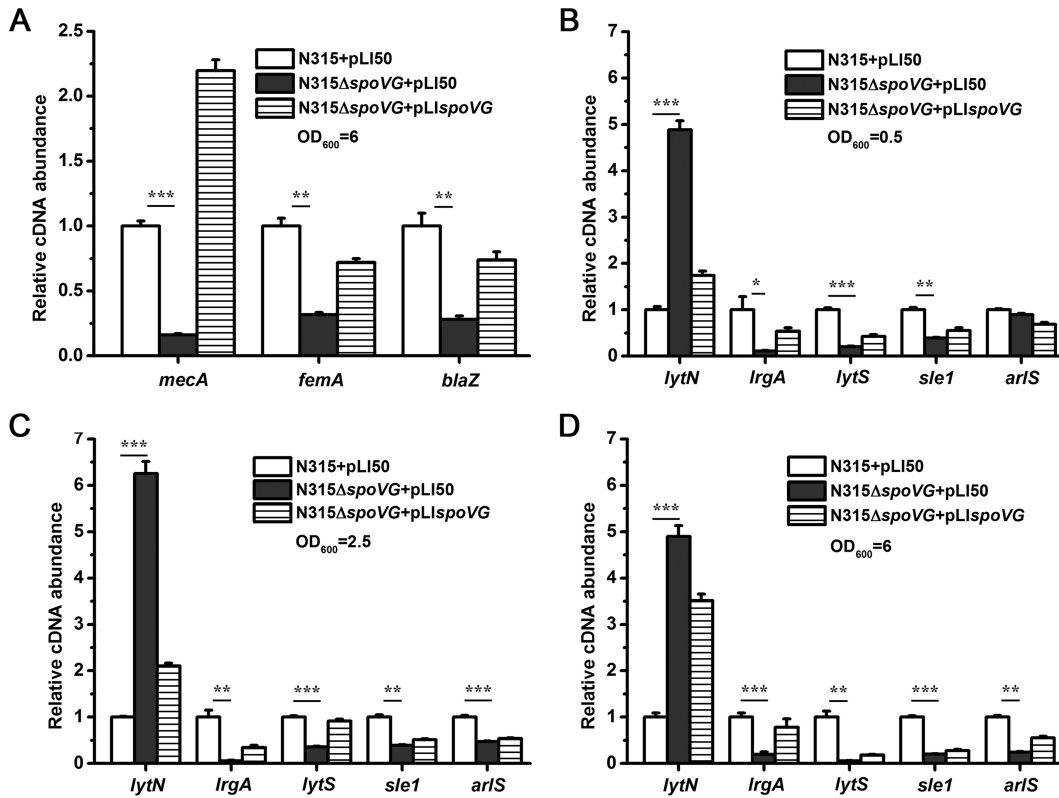 A
Relative cDNA abundance
2.5
2.0
1.5
1.0
0.5
0.0
N315+pLI50
N315ΔspoVG+pLI50
N315ΔspoVG+pLIspoVG
OD600=6
*** ** **
mecA femA blaZ
B
Relative cDNA abundance
7
6
5
4
3
2
1
0
N315+pLI50
N315ΔspoVG+pLI50
N315ΔspoVG+pLIspoVG
OD600=0.5
*** * *** **
lytN lrgA lytS sle1 arlS
C
Relative cDNA abundance
7
6
5
4
3
2
1
0
N315+pLI50
N315ΔspoVG+pLI50
N315ΔspoVG+pLIspoVG
OD600=2.5
*** ** *** ** ***
lytN lrgA lytS sle1 arlS
D
Relative cDNA abundance
7
6
5
4
3
2
1
0
N315+pLI50
N315ΔspoVG+pLI50
N315ΔspoVG+pLIspoVG
OD600=6
*** *** ** *** **
lytN lrgA lytS sle1 arlS